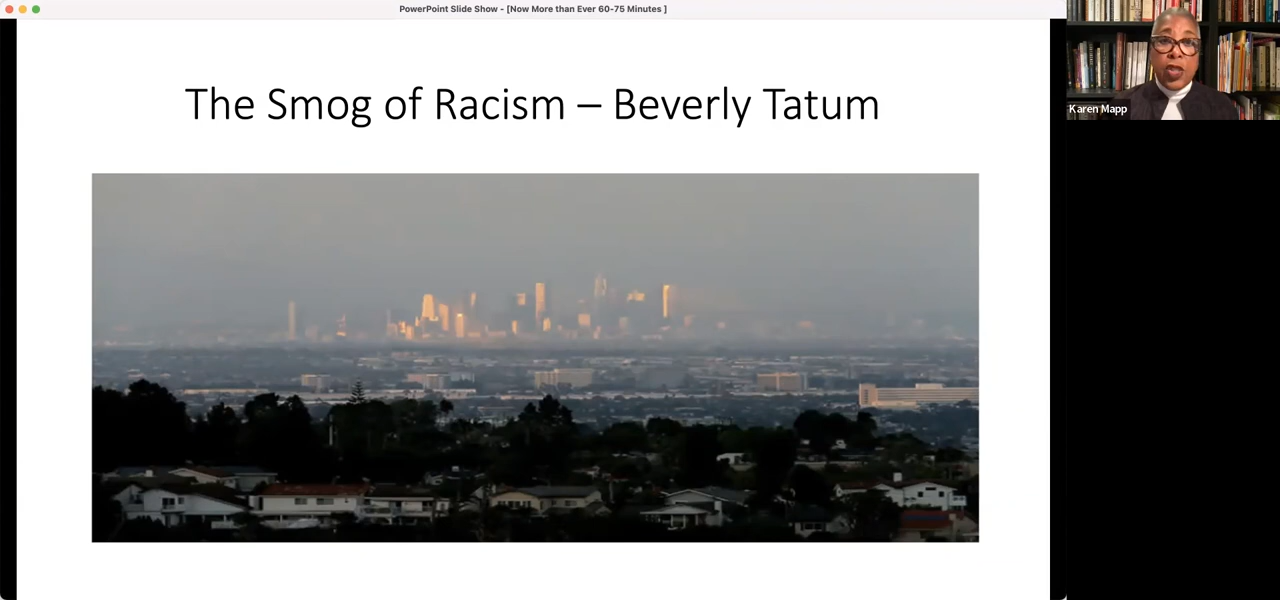 PowerPoint Slide Show - [Now More than Ever 60-75 Minutes ]
The Smog of Racism – Beverly Tatum
Karen Mapp